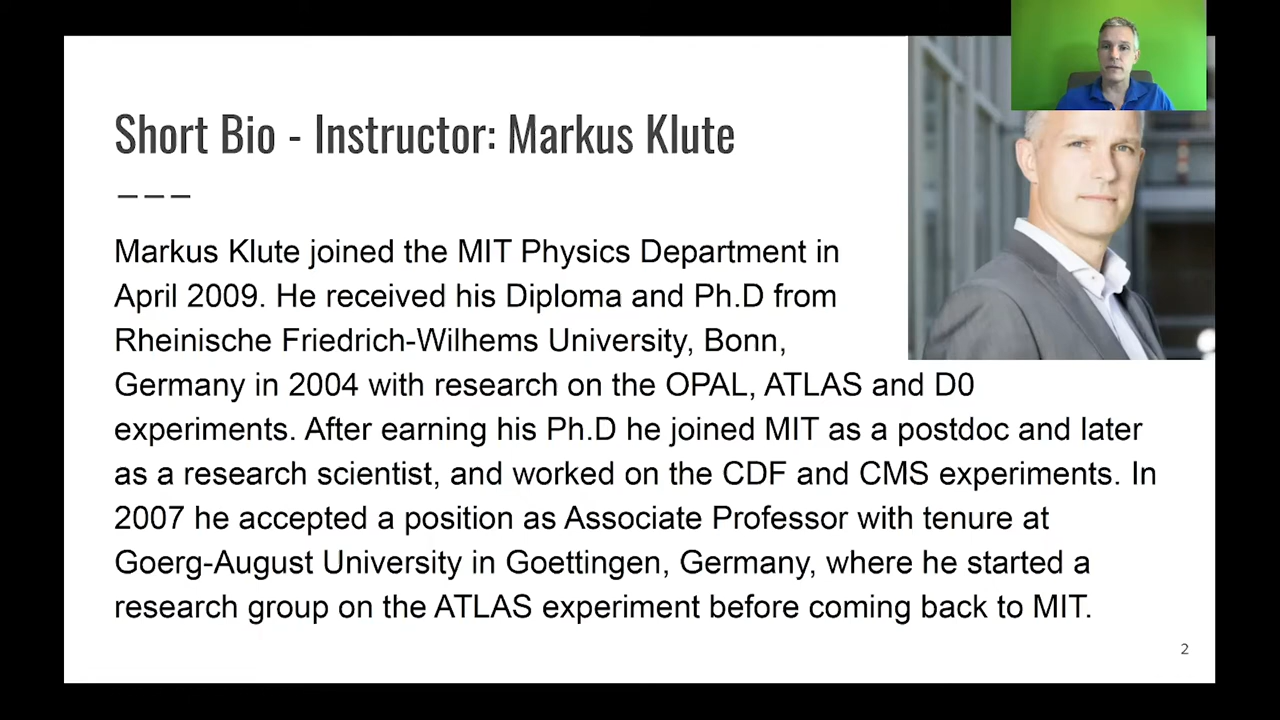 Short Bio - Instructor: Markus Klute
Markus Klute joined the MIT Physics Department in
April 2009. He received his Diploma and Ph.D from
Rheinische Friedrich-Wilhems University, Bonn,
Germany in 2004 with research on the OPAL, ATLAS and D0
experiments. After earning his Ph.D he joined MIT as a postdoc and later
as a research scientist, and worked on the CDF and CMS experiments. In
2007 he accepted a position as Associate Professor with tenure at
Goerg-August University in Goettingen, Germany, where he started a
research group on the ATLAS experiment before coming back to MIT.
2